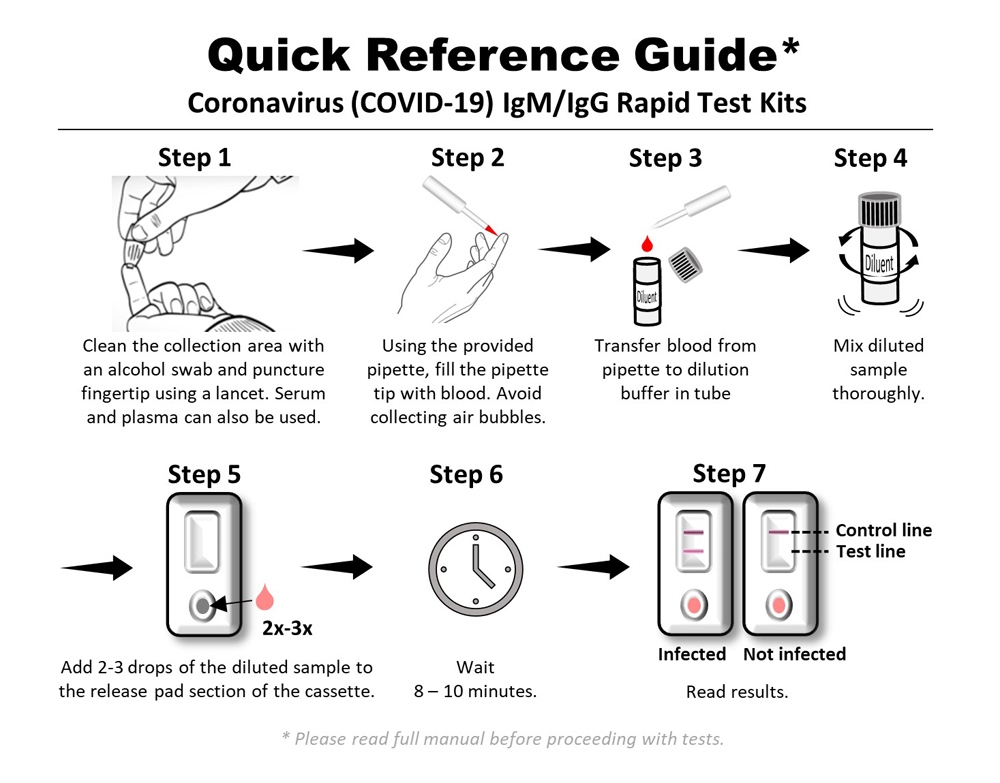 Quick Reference Guide*
Coronavirus (COVID-19) IgM/IgG Rapid Test Kits
Step 1
Clean the collection area with
an alcohol swab and puncture
fingertip using a lancet. Serum
and plasma can also be used.
Step 2
Using the provided
pipette, fill the pipette
tip with blood. Avoid
collecting air bubbles.
Step 3
Diluent
Transfer blood from
pipette to dilution
buffer in tube
Step 4
Diluent
Mix diluted
sample
thoroughly.
Step 5
2x-3x
Add 2-3 drops of the diluted sample to
the release pad section of the cassette.
Step 6
Wait
8 – 10 minutes.
Step 7
Control line
Test line
Infected
Not infected
Read results.
* Please read full manual before proceeding with tests.